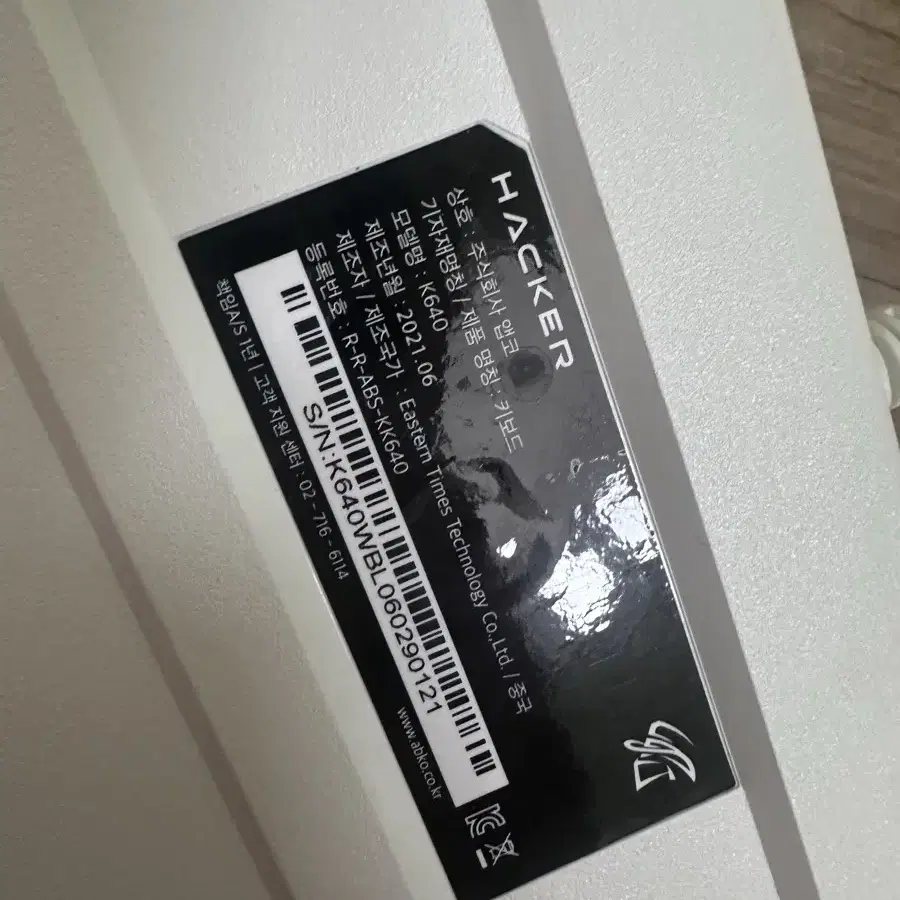 HACKER
상호 : 주식회사 앱코
기자재명칭 / 제품 명칭 : 키보드
모델명 : K640
제조년월 : 2021.06
제조자 / 제조국가 : Eastern Times Technology Co.,Ltd. / 중국
등록번호 : R-R-ABS-KK640
S/N:K640WBL060290121
책임A/S 1년 / 고객 지원 센터 : 02 - 716 - 6114
www.abko.co.kr